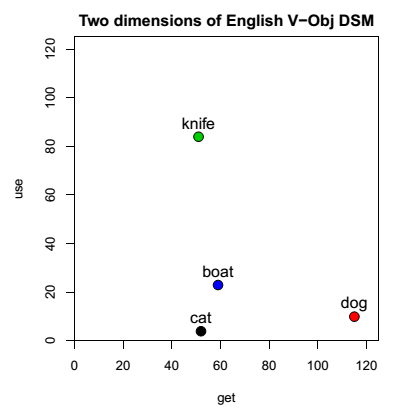 Two dimensions of English V−Obj DSM
120
100
80
60
40
20
0
use
knife
boat
dog
cat
0 20 40 60 80 100 120
get